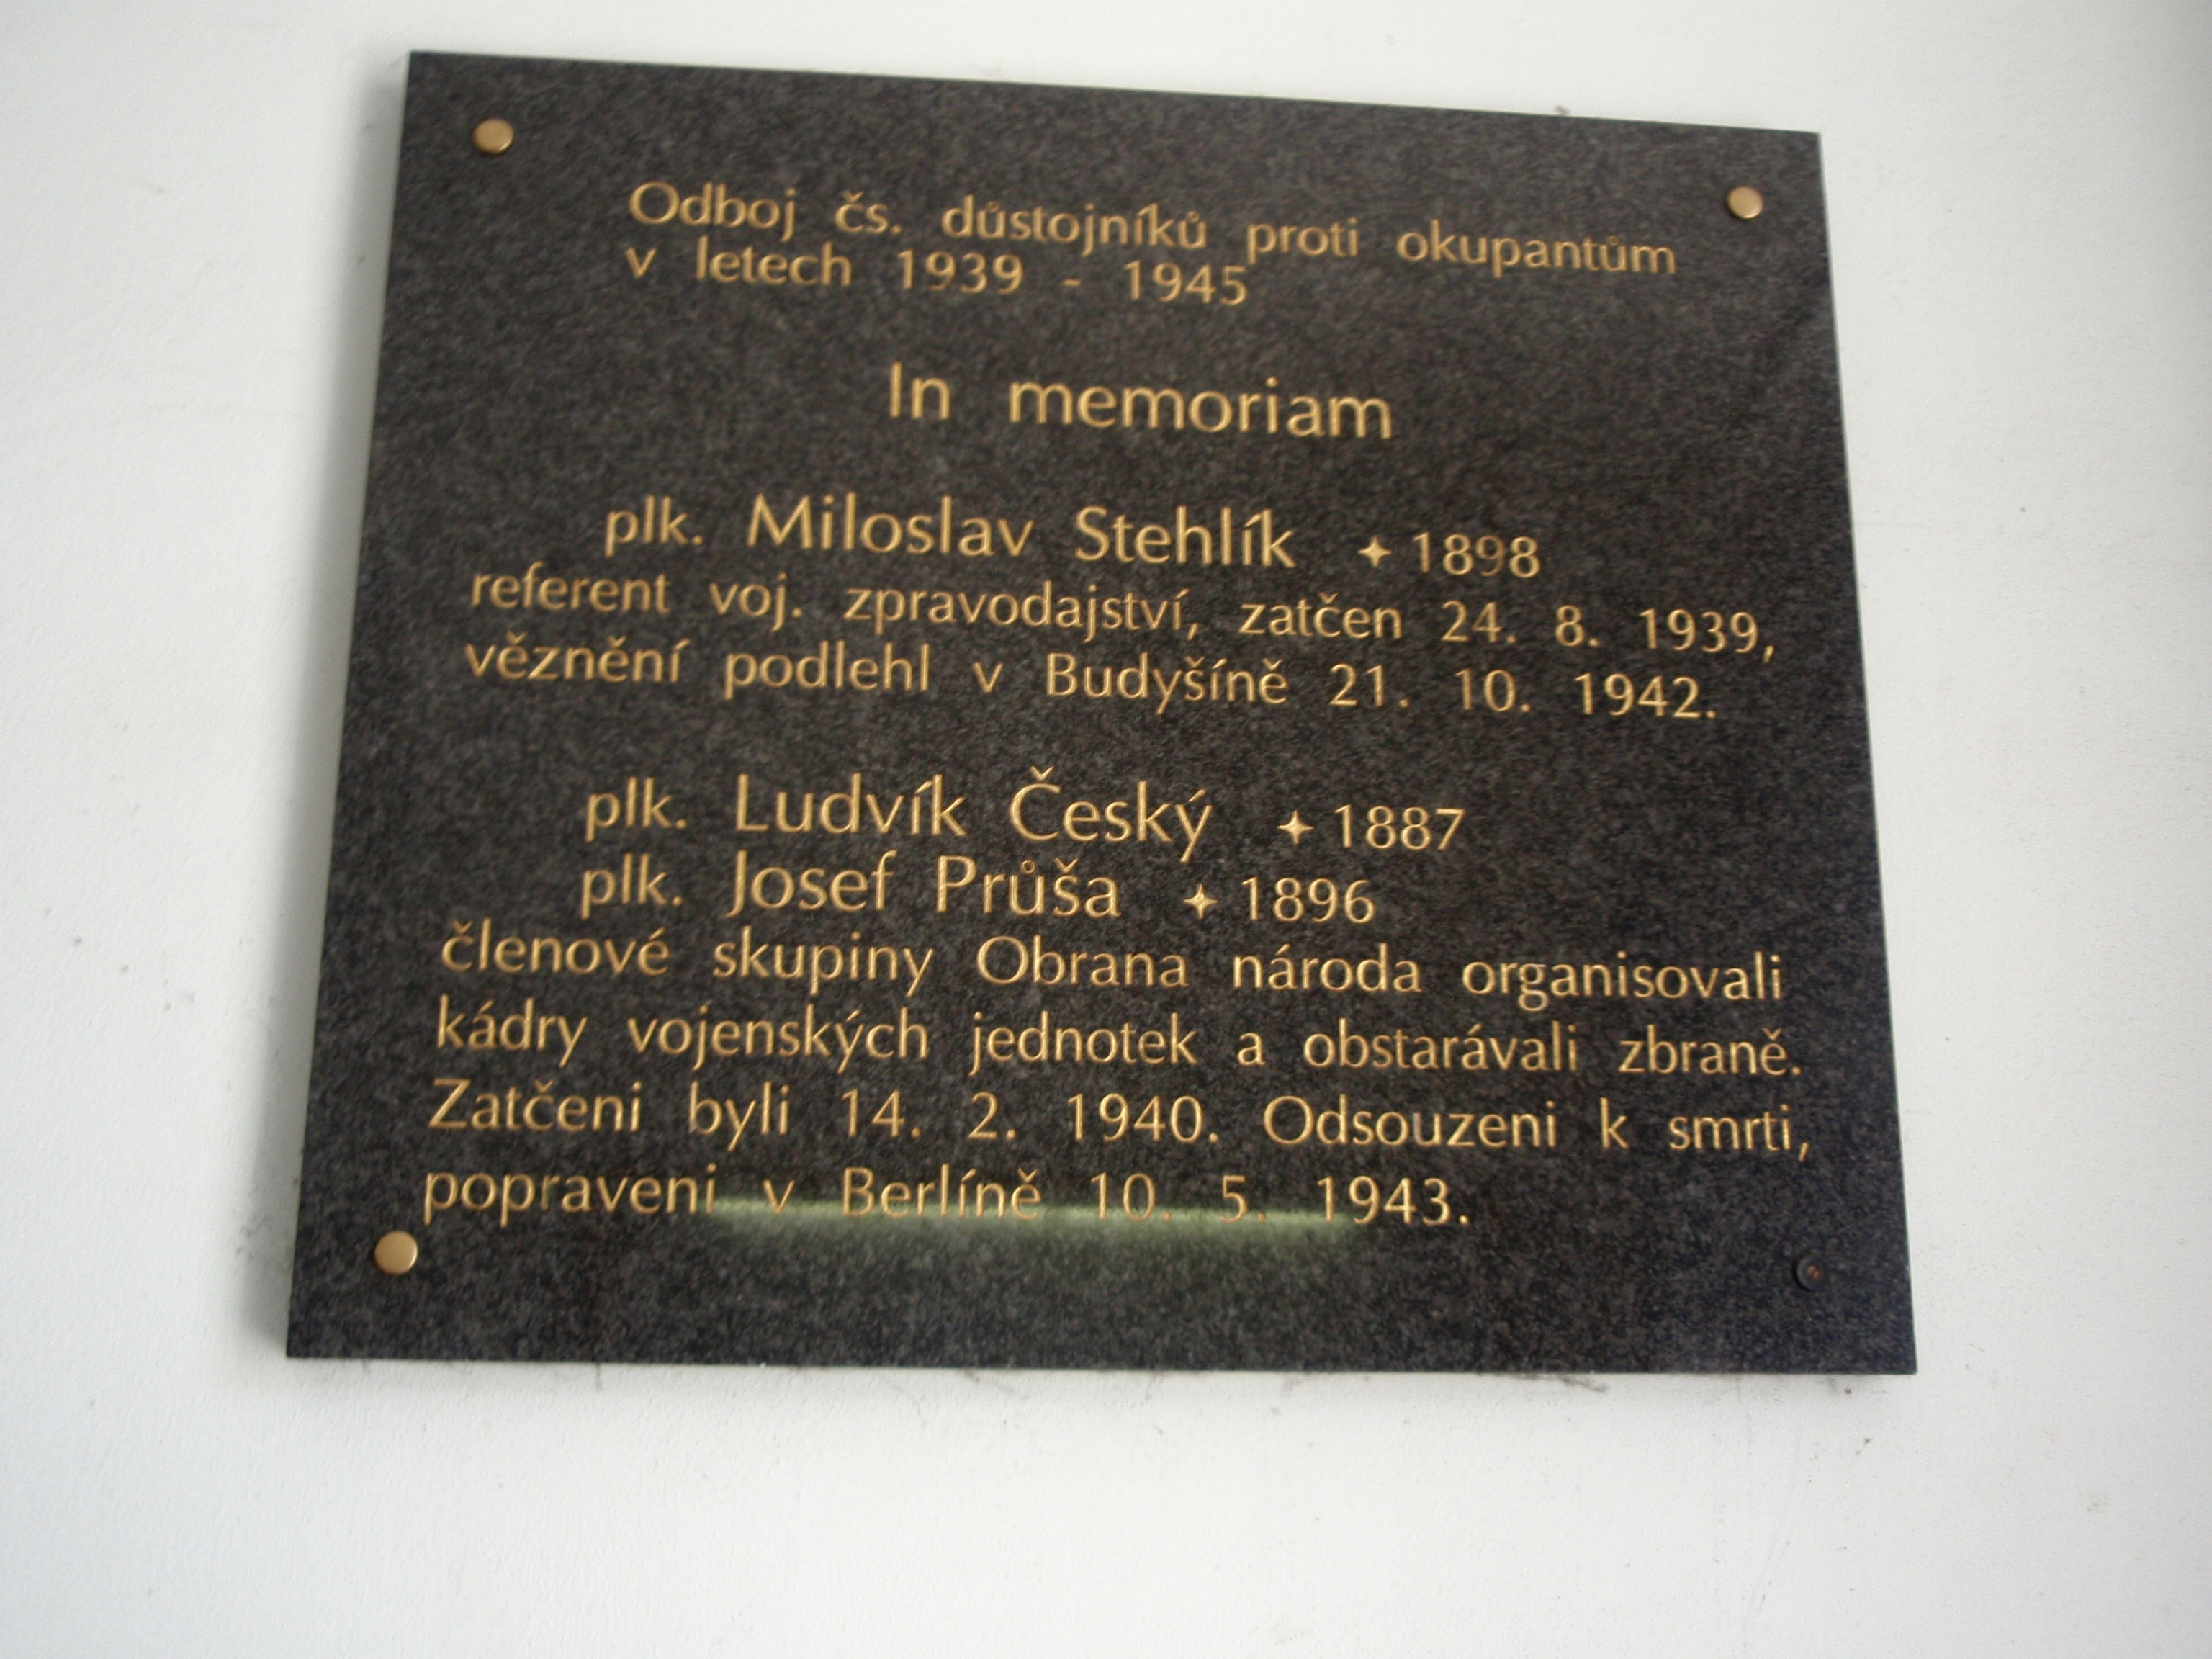 Odboj čs. důstojníků proti okupantům
v letech 1939 - 1945
In memoriam
plk. Miloslav Stehlík ✦ 1898
referent voj. zpravodajství, zatčen 24. 8. 1939,
věznění podlehl v Budyšíně 21. 10. 1942.
plk. Ludvík Český ✦ 1887
plk. Josef Průša ✦ 1896
členové skupiny Obrana národa organisovali
kádry vojenských jednotek a obstarávali zbraně.
Zatčeni byli 14. 2. 1940. Odsouzeni k smrti,
popraveni v Berlíně 10. 5. 1943.